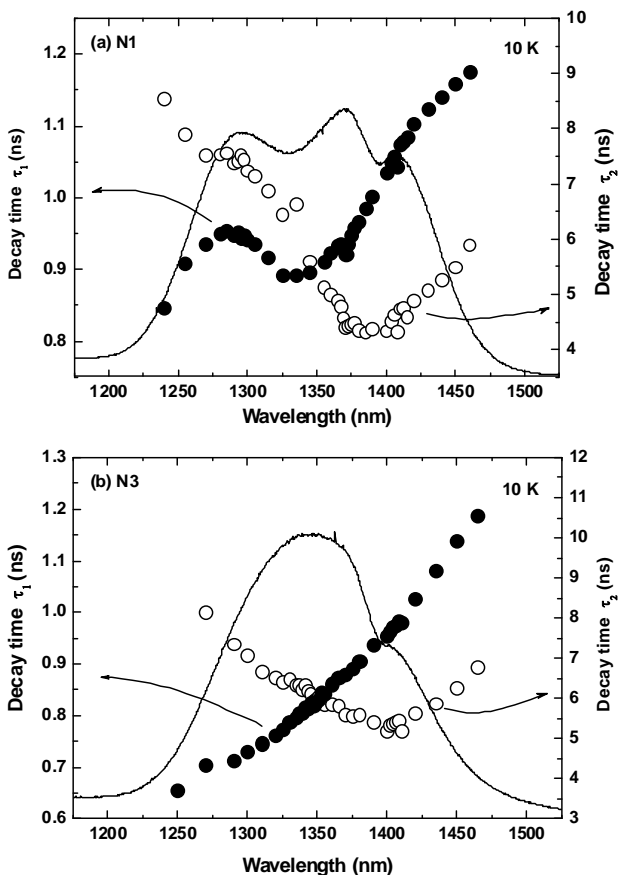 (a) N1
10 K
Decay time τ₁ (ns)
1.2
1.1
1.0
0.9
0.8
Decay time τ₂ (ns)
10
9
8
7
6
5
4
1200 1250 1300 1350 1400 1450 1500
Wavelength (nm)
(b) N3
10 K
Decay time τ₁ (ns)
1.3
1.2
1.1
1.0
0.9
0.8
0.7
0.6
Decay time τ₂ (ns)
12
11
10
9
8
7
6
5
4
3
1200 1250 1300 1350 1400 1450 1500
Wavelength (nm)